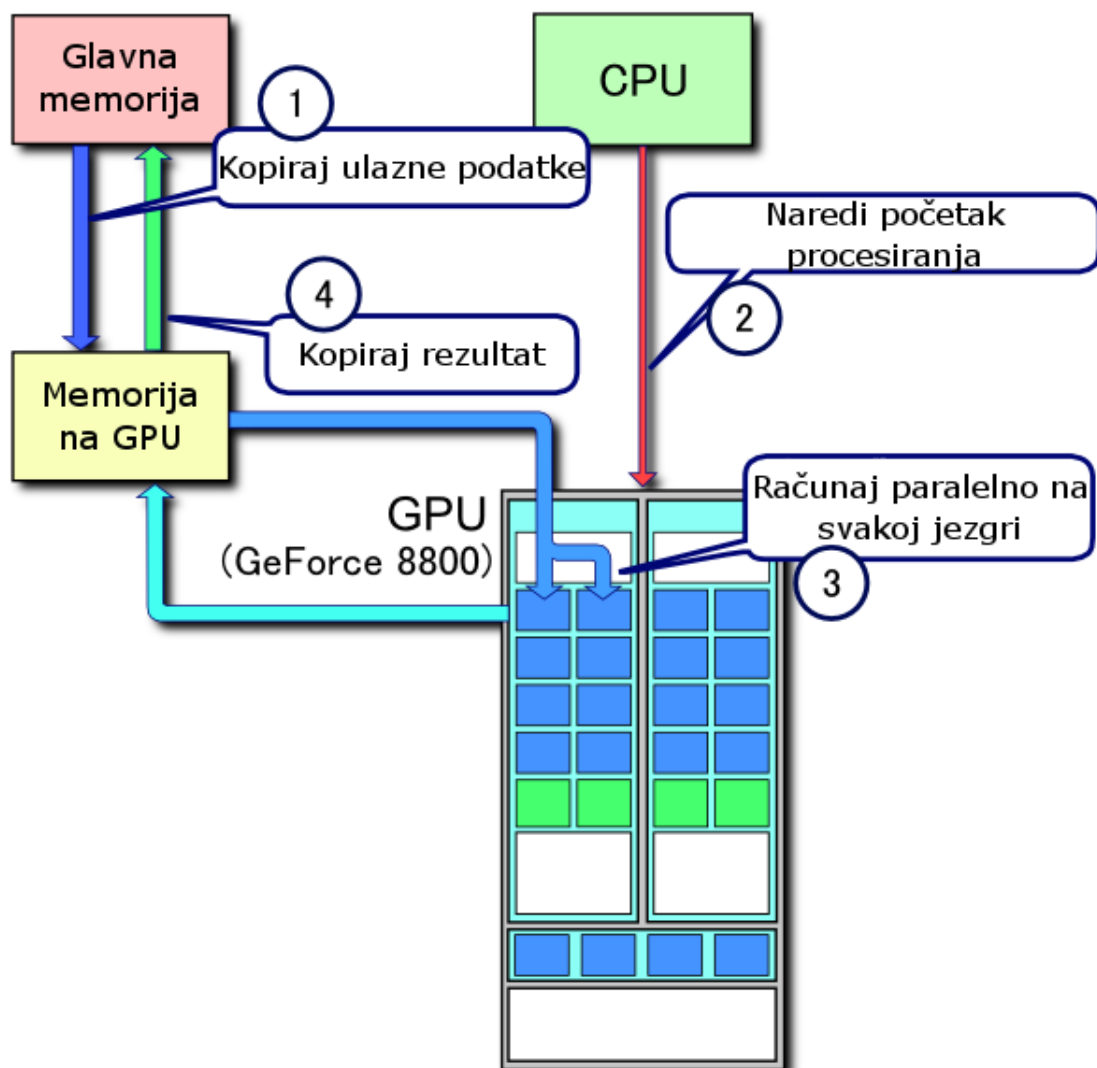 Glavna
memorija
CPU
1
Kopiraj ulazne podatke
Naredi početak
procesiranja
2
4
Kopiraj rezultat
Memorija
na GPU
GPU
(GeForce 8800)
Računaj paralelno na
svakoj jezgri
3